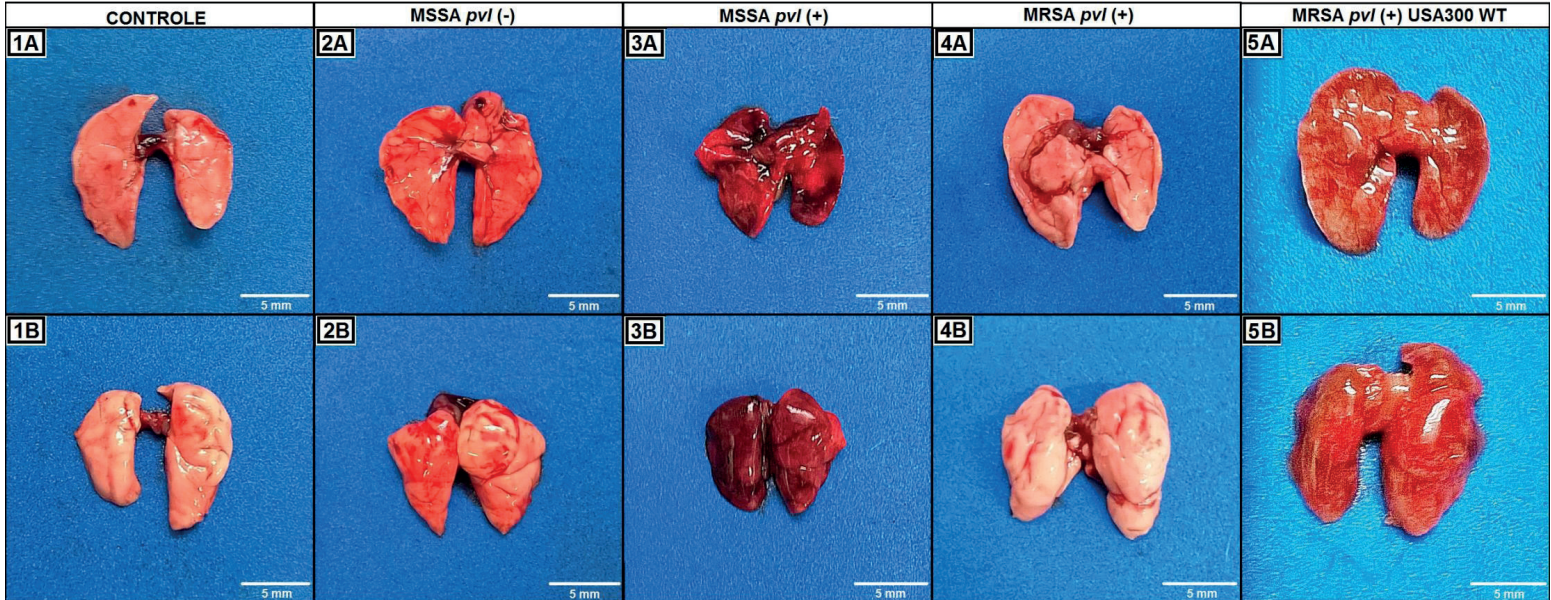 CONTROLE
MSSA pvl (-)
MSSA pvl (+)
MRSA pvl (+)
MRSA pvl (+) USA300 WT
1A
2A
3A
4A
5A
5 mm
5 mm
5 mm
5 mm
5 mm
1B
2B
3B
4B
5B
5 mm
5 mm
5 mm
5 mm
5 mm